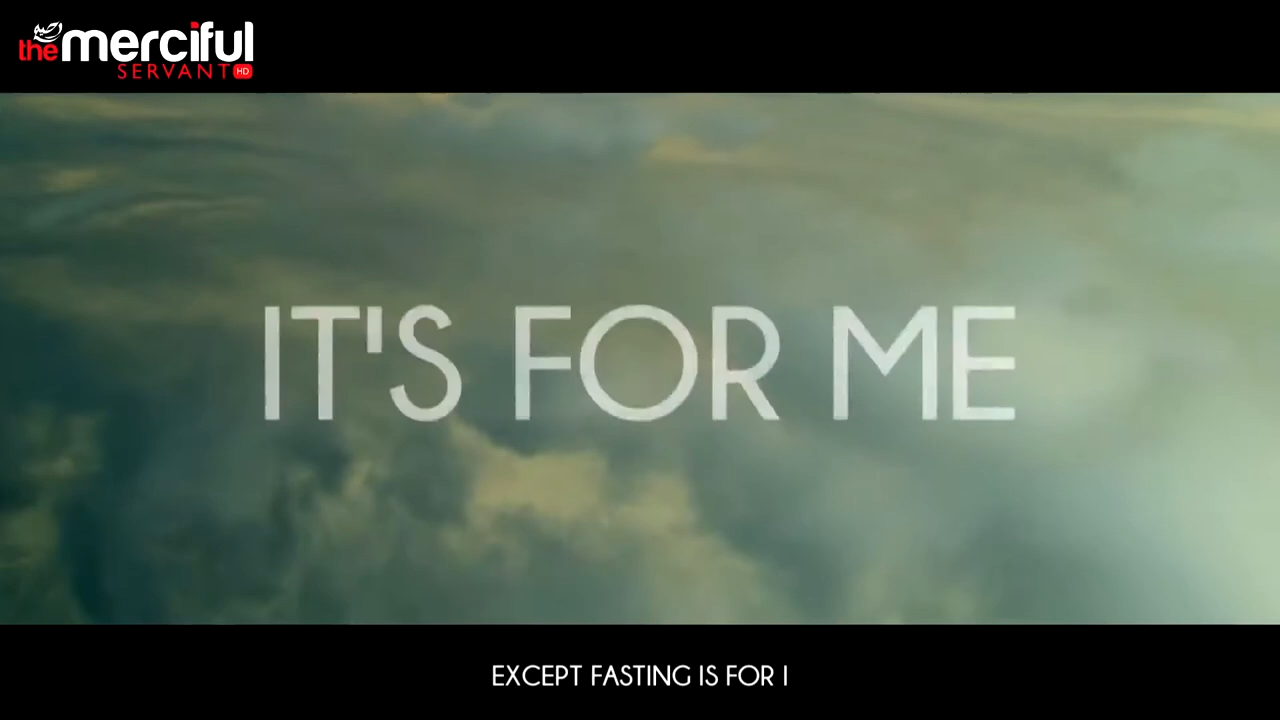 the merciful
SERVANT HD
IT'S FOR ME
EXCEPT FASTING IS FOR I